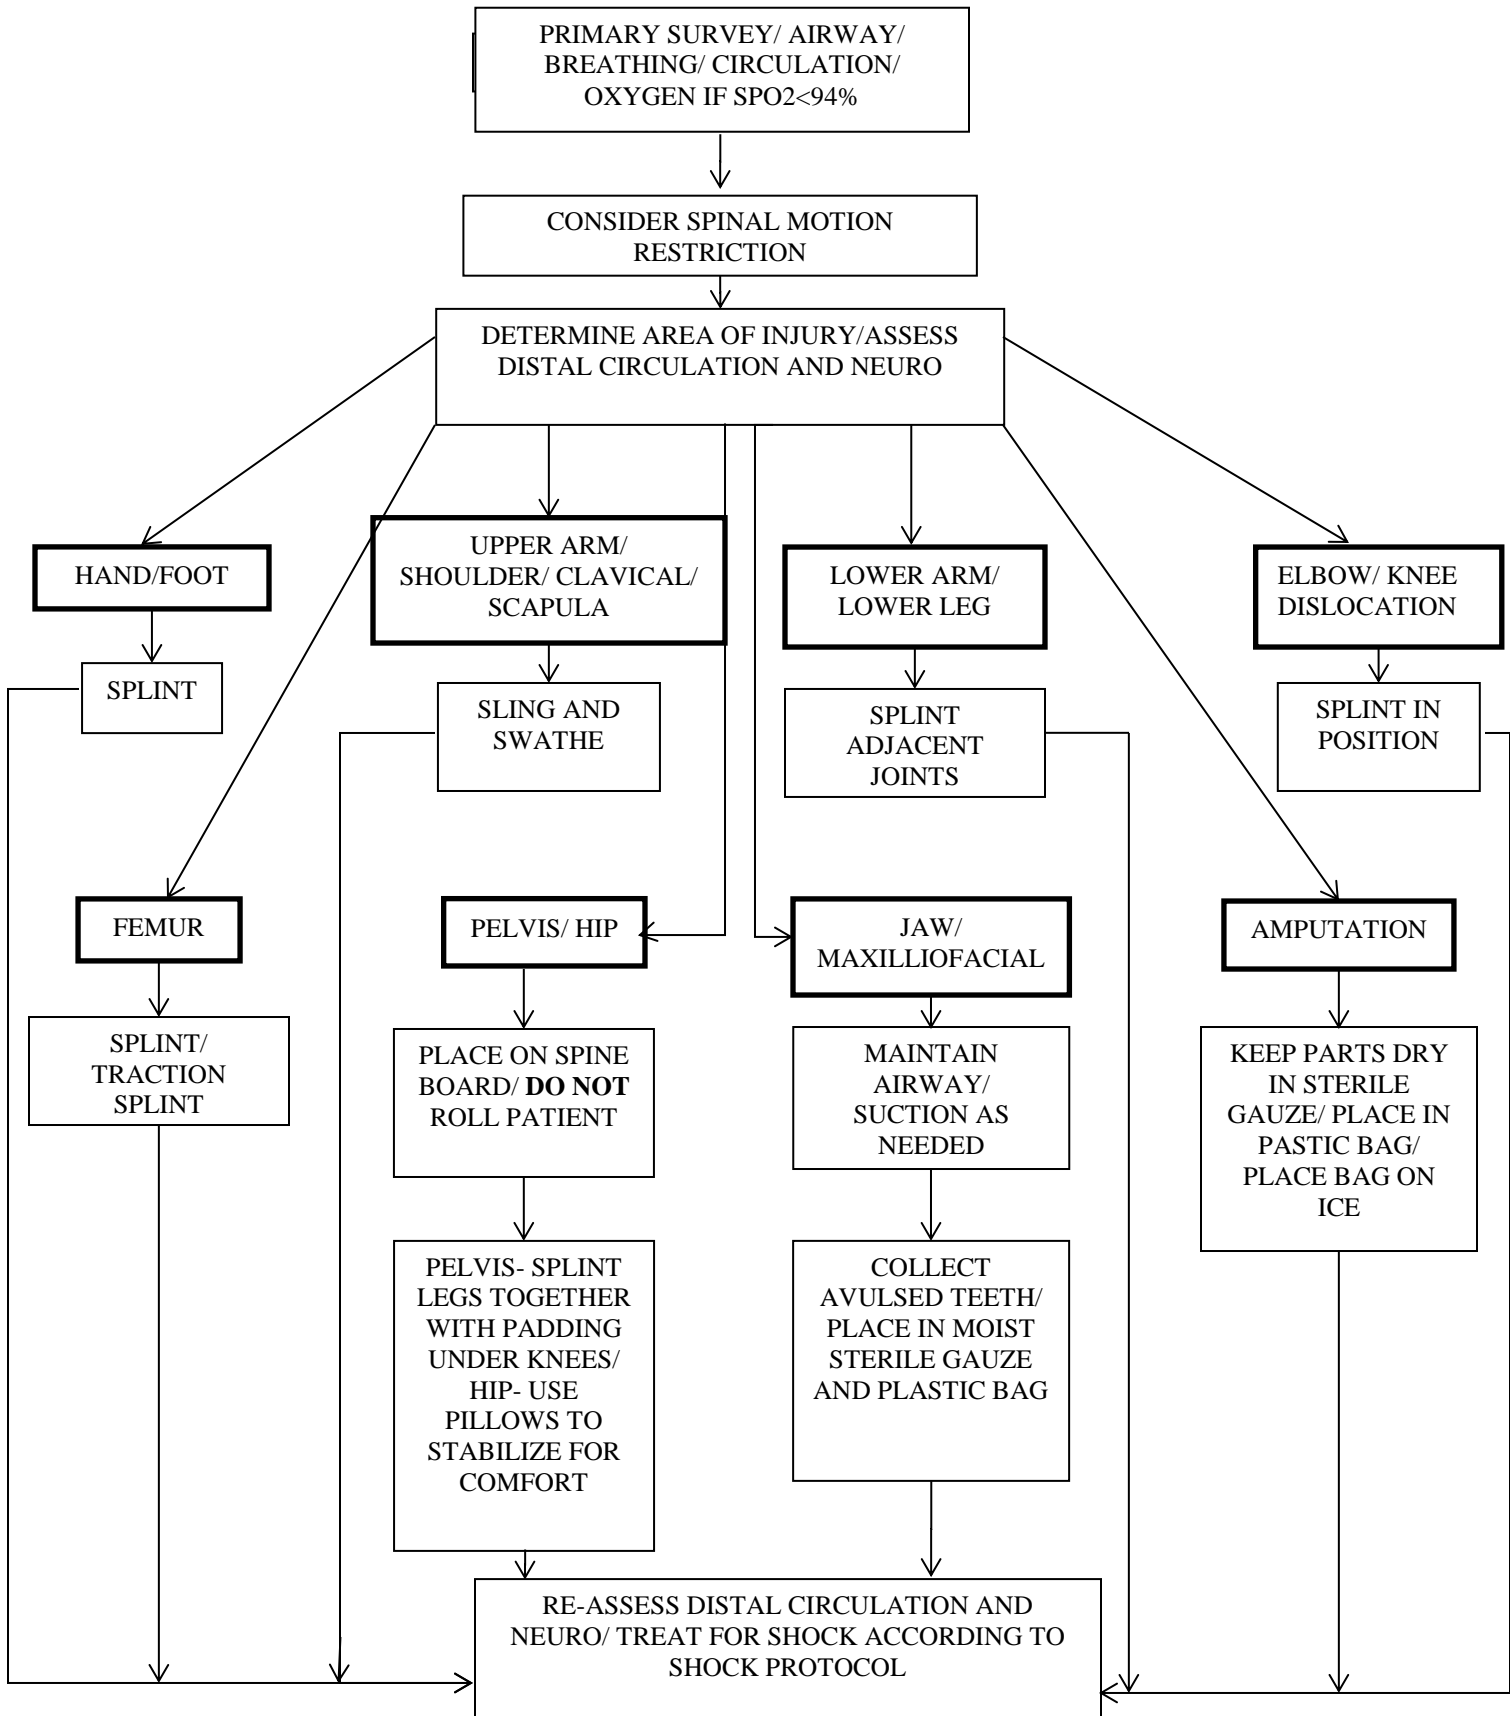 PRIMARY SURVEY/ AIRWAY/
BREATHING/ CIRCULATION/
OXYGEN IF SPO2<94%
CONSIDER SPINAL MOTION
RESTRICTION
DETERMINE AREA OF INJURY/ASSESS
DISTAL CIRCULATION AND NEURO
HAND/FOOT
SPLINT
UPPER ARM/
SHOULDER/ CLAVICAL/
SCAPULA
SLING AND
SWATHE
LOWER ARM/
LOWER LEG
SPLINT
ADJACENT
JOINTS
ELBOW/ KNEE
DISLOCATION
SPLINT IN
POSITION
FEMUR
SPLINT/
TRACTION
SPLINT
PELVIS/ HIP
PLACE ON SPINE
BOARD/ DO NOT
ROLL PATIENT
PELVIS- SPLINT
LEGS TOGETHER
WITH PADDING
UNDER KNEES/
HIP- USE
PILLOWS TO
STABILIZE FOR
COMFORT
JAW/
MAXILLIOFACIAL
MAINTAIN
AIRWAY/
SUCTION AS
NEEDED
COLLECT
AVULSED TEETH/
PLACE IN MOIST
STERILE GAUZE
AND PLASTIC BAG
AMPUTATION
KEEP PARTS DRY
IN STERILE
GAUZE/ PLACE IN
PASTIC BAG/
PLACE BAG ON
ICE
RE-ASSESS DISTAL CIRCULATION AND
NEURO/ TREAT FOR SHOCK ACCORDING TO
SHOCK PROTOCOL